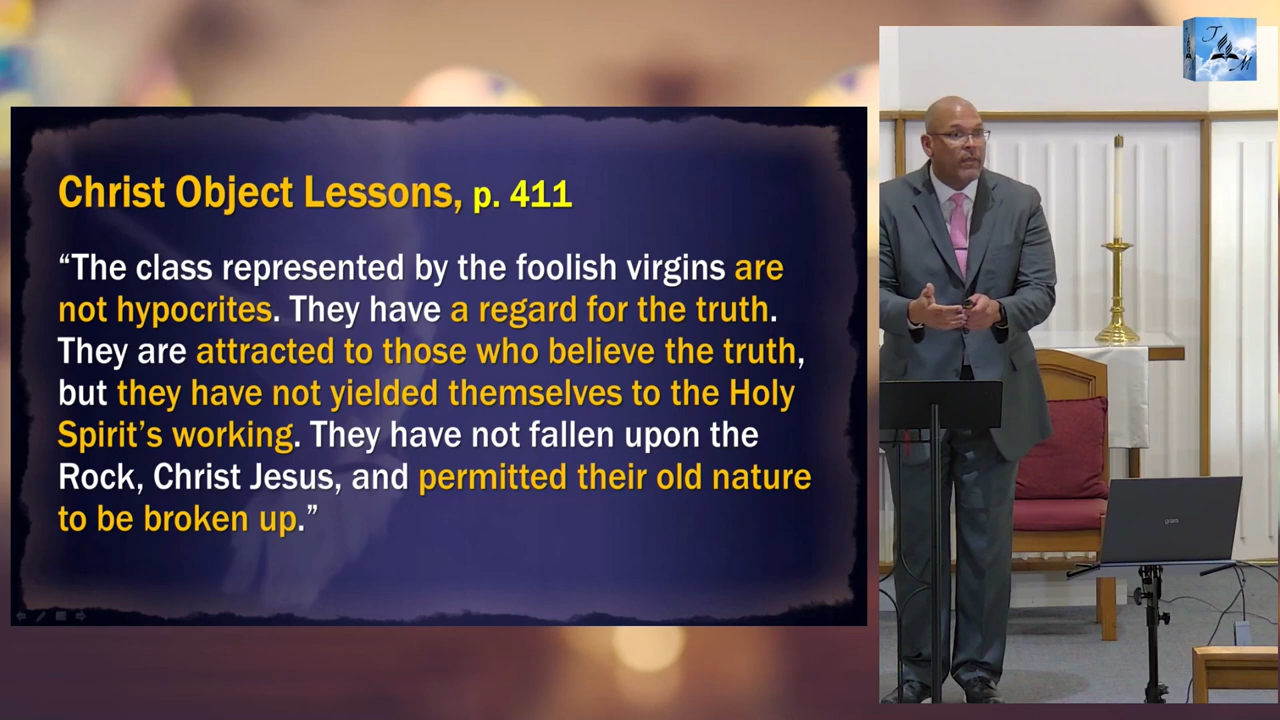 Christ Object Lessons, p. 411
“The class represented by the foolish virgins are
not hypocrites. They have a regard for the truth.
They are attracted to those who believe the truth,
but they have not yielded themselves to the Holy
Spirit’s working. They have not fallen upon the
Rock, Christ Jesus, and permitted their old nature
to be broken up.”
J
M
gram